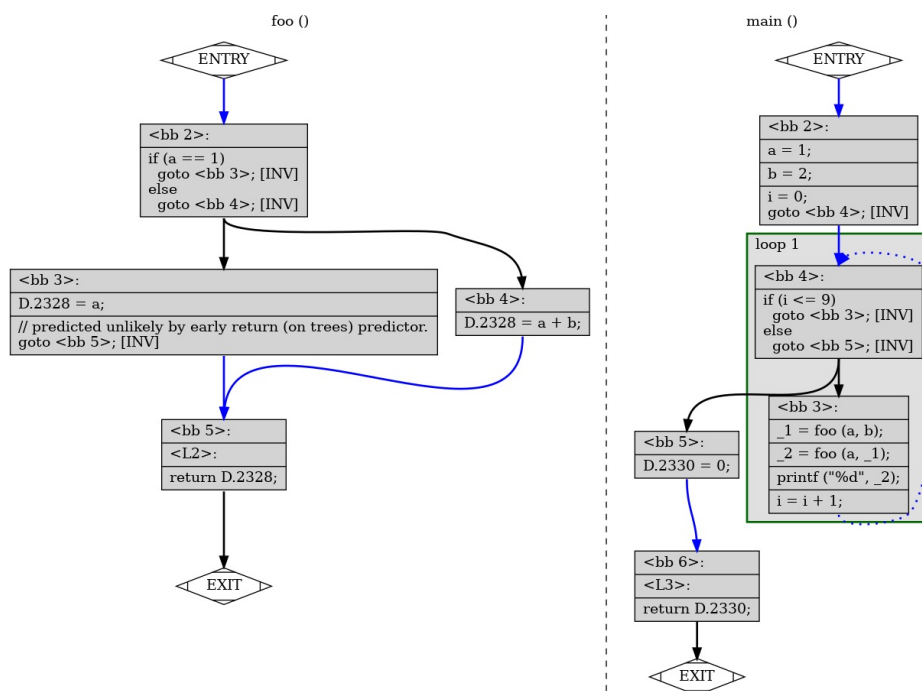 foo ()
ENTRY
<bb 2>:
if (a == 1)
goto <bb 3>; [INV]
else
goto <bb 4>; [INV]
<bb 3>:
D.2328 = a;
// predicted unlikely by early return (on trees) predictor.
goto <bb 5>; [INV]
<bb 4>:
D.2328 = a + b;
<bb 5>:
<L2>:
return D.2328;
EXIT
main ()
ENTRY
<bb 2>:
a = 1;
b = 2;
i = 0;
goto <bb 4>; [INV]
loop 1
<bb 4>:
if (i <= 9)
goto <bb 3>; [INV]
else
goto <bb 5>; [INV]
<bb 3>:
_1 = foo (a, b);
_2 = foo (a, _1);
printf ("%d", _2);
i = i + 1;
<bb 5>:
D.2330 = 0;
<bb 6>:
<L3>:
return D.2330;
EXIT